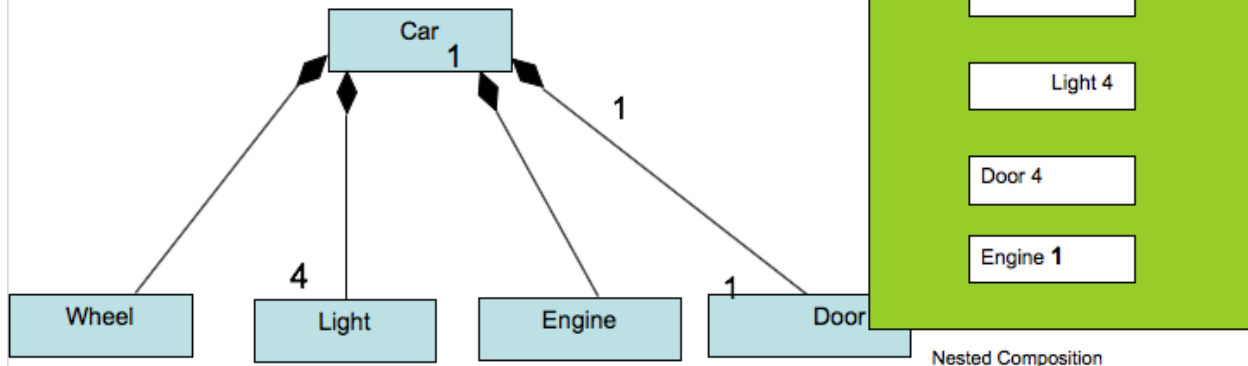 Car
1
1
4
1
Wheel
Light
Engine
Door
Light 4
Door 4
Engine 1
Nested Composition